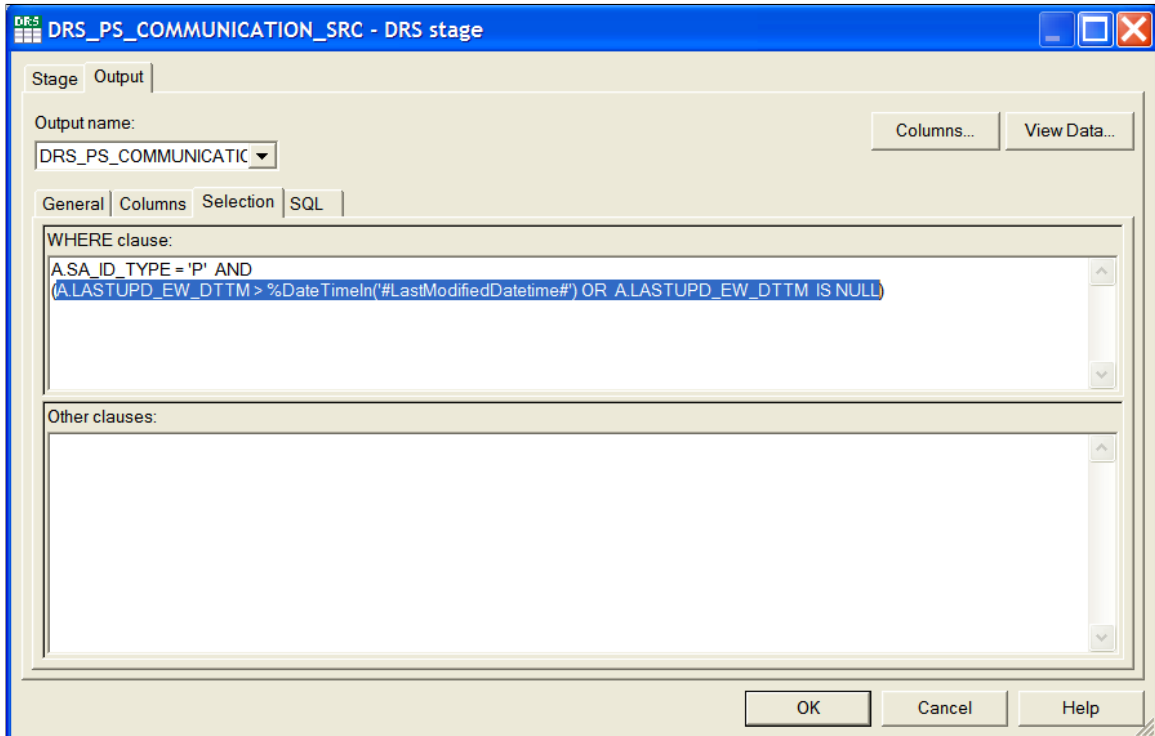 DRS
DRS_PS_COMMUNICATION_SRC - DRS stage
Stage Output
Output name:
Columns... View Data...
DRS_PS_COMMUNICATIC
General Columns Selection SQL
WHERE clause:
A.SA_ID_TYPE = 'P' AND
(A.LASTUPD_EW_DTTM > %DateTimeIn('#LastModifiedDatetime#') OR A.LASTUPD_EW_DTTM IS NULL)
Other clauses:
OK Cancel Help